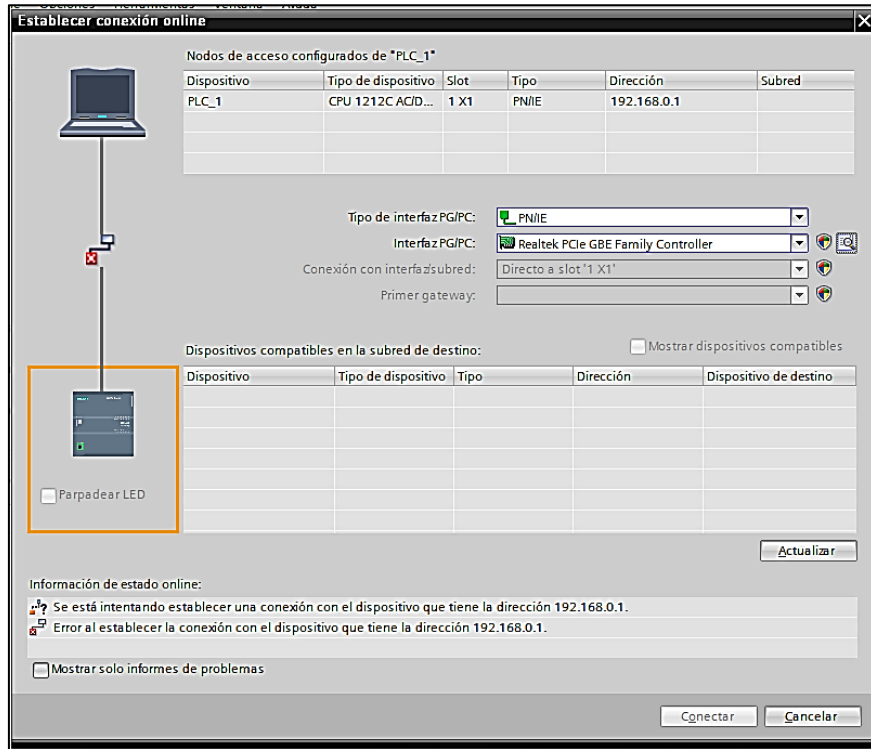 Establecer conexión online
Nodos de acceso configurados de "PLC_1"
Dispositivo Tipo de dispositivo Slot Tipo Dirección Subred
PLC_1 CPU 1212C AC/D... 1 X1 PN/IE 192.168.0.1
Tipo de interfaz PG/PC: PN/IE
Interfaz PG/PC: Realtek PCIe GBE Family Controller
Conexión con interfaz/subred: Directo a slot '1 X1'
Primer gateway:
Dispositivos compatibles en la subred de destino:
Mostrar dispositivos compatibles
Dispositivo Tipo de dispositivo Tipo Dirección Dispositivo de destino
Parpadear LED
Actualizar
Información de estado online:
Se está intentando establecer una conexión con el dispositivo que tiene la dirección 192.168.0.1.
Error al establecer la conexión con el dispositivo que tiene la dirección 192.168.0.1.
Mostrar solo informes de problemas
Conectar Cancelar